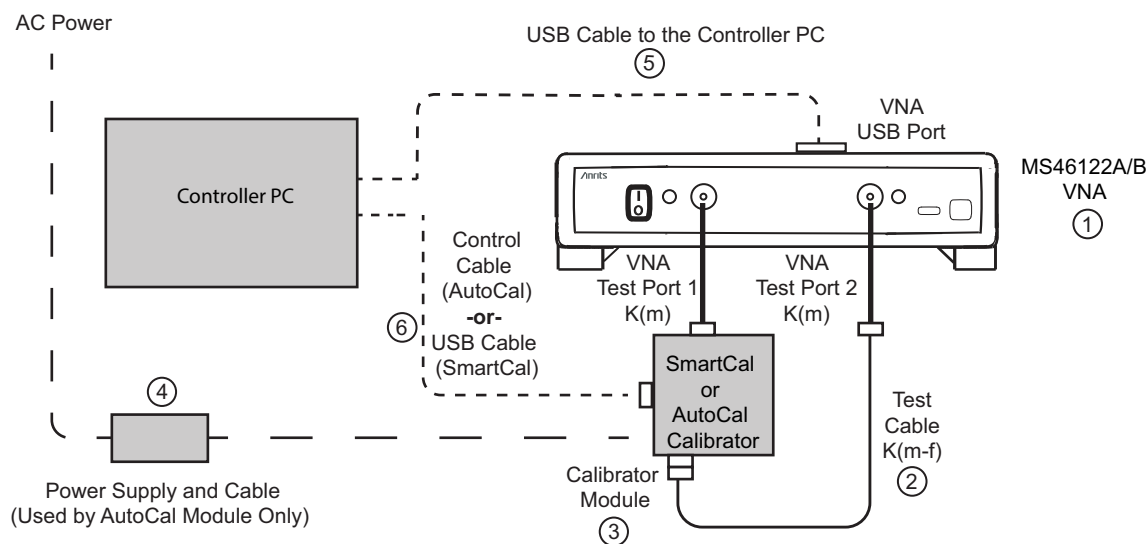 AC Power
USB Cable to the Controller PC
5
VNA
USB Port
Controller PC
Anritsu
MS46122A/B
VNA
1
I
O
Control
Cable
(AutoCal)
-or-
USB Cable
(SmartCal)
6
VNA
Test Port 1
K(m)
VNA
Test Port 2
K(m)
SmartCal
or
AutoCal
Calibrator
4
Power Supply and Cable
(Used by AutoCal Module Only)
Calibrator
Module
3
Test
Cable
K(m-f)
2